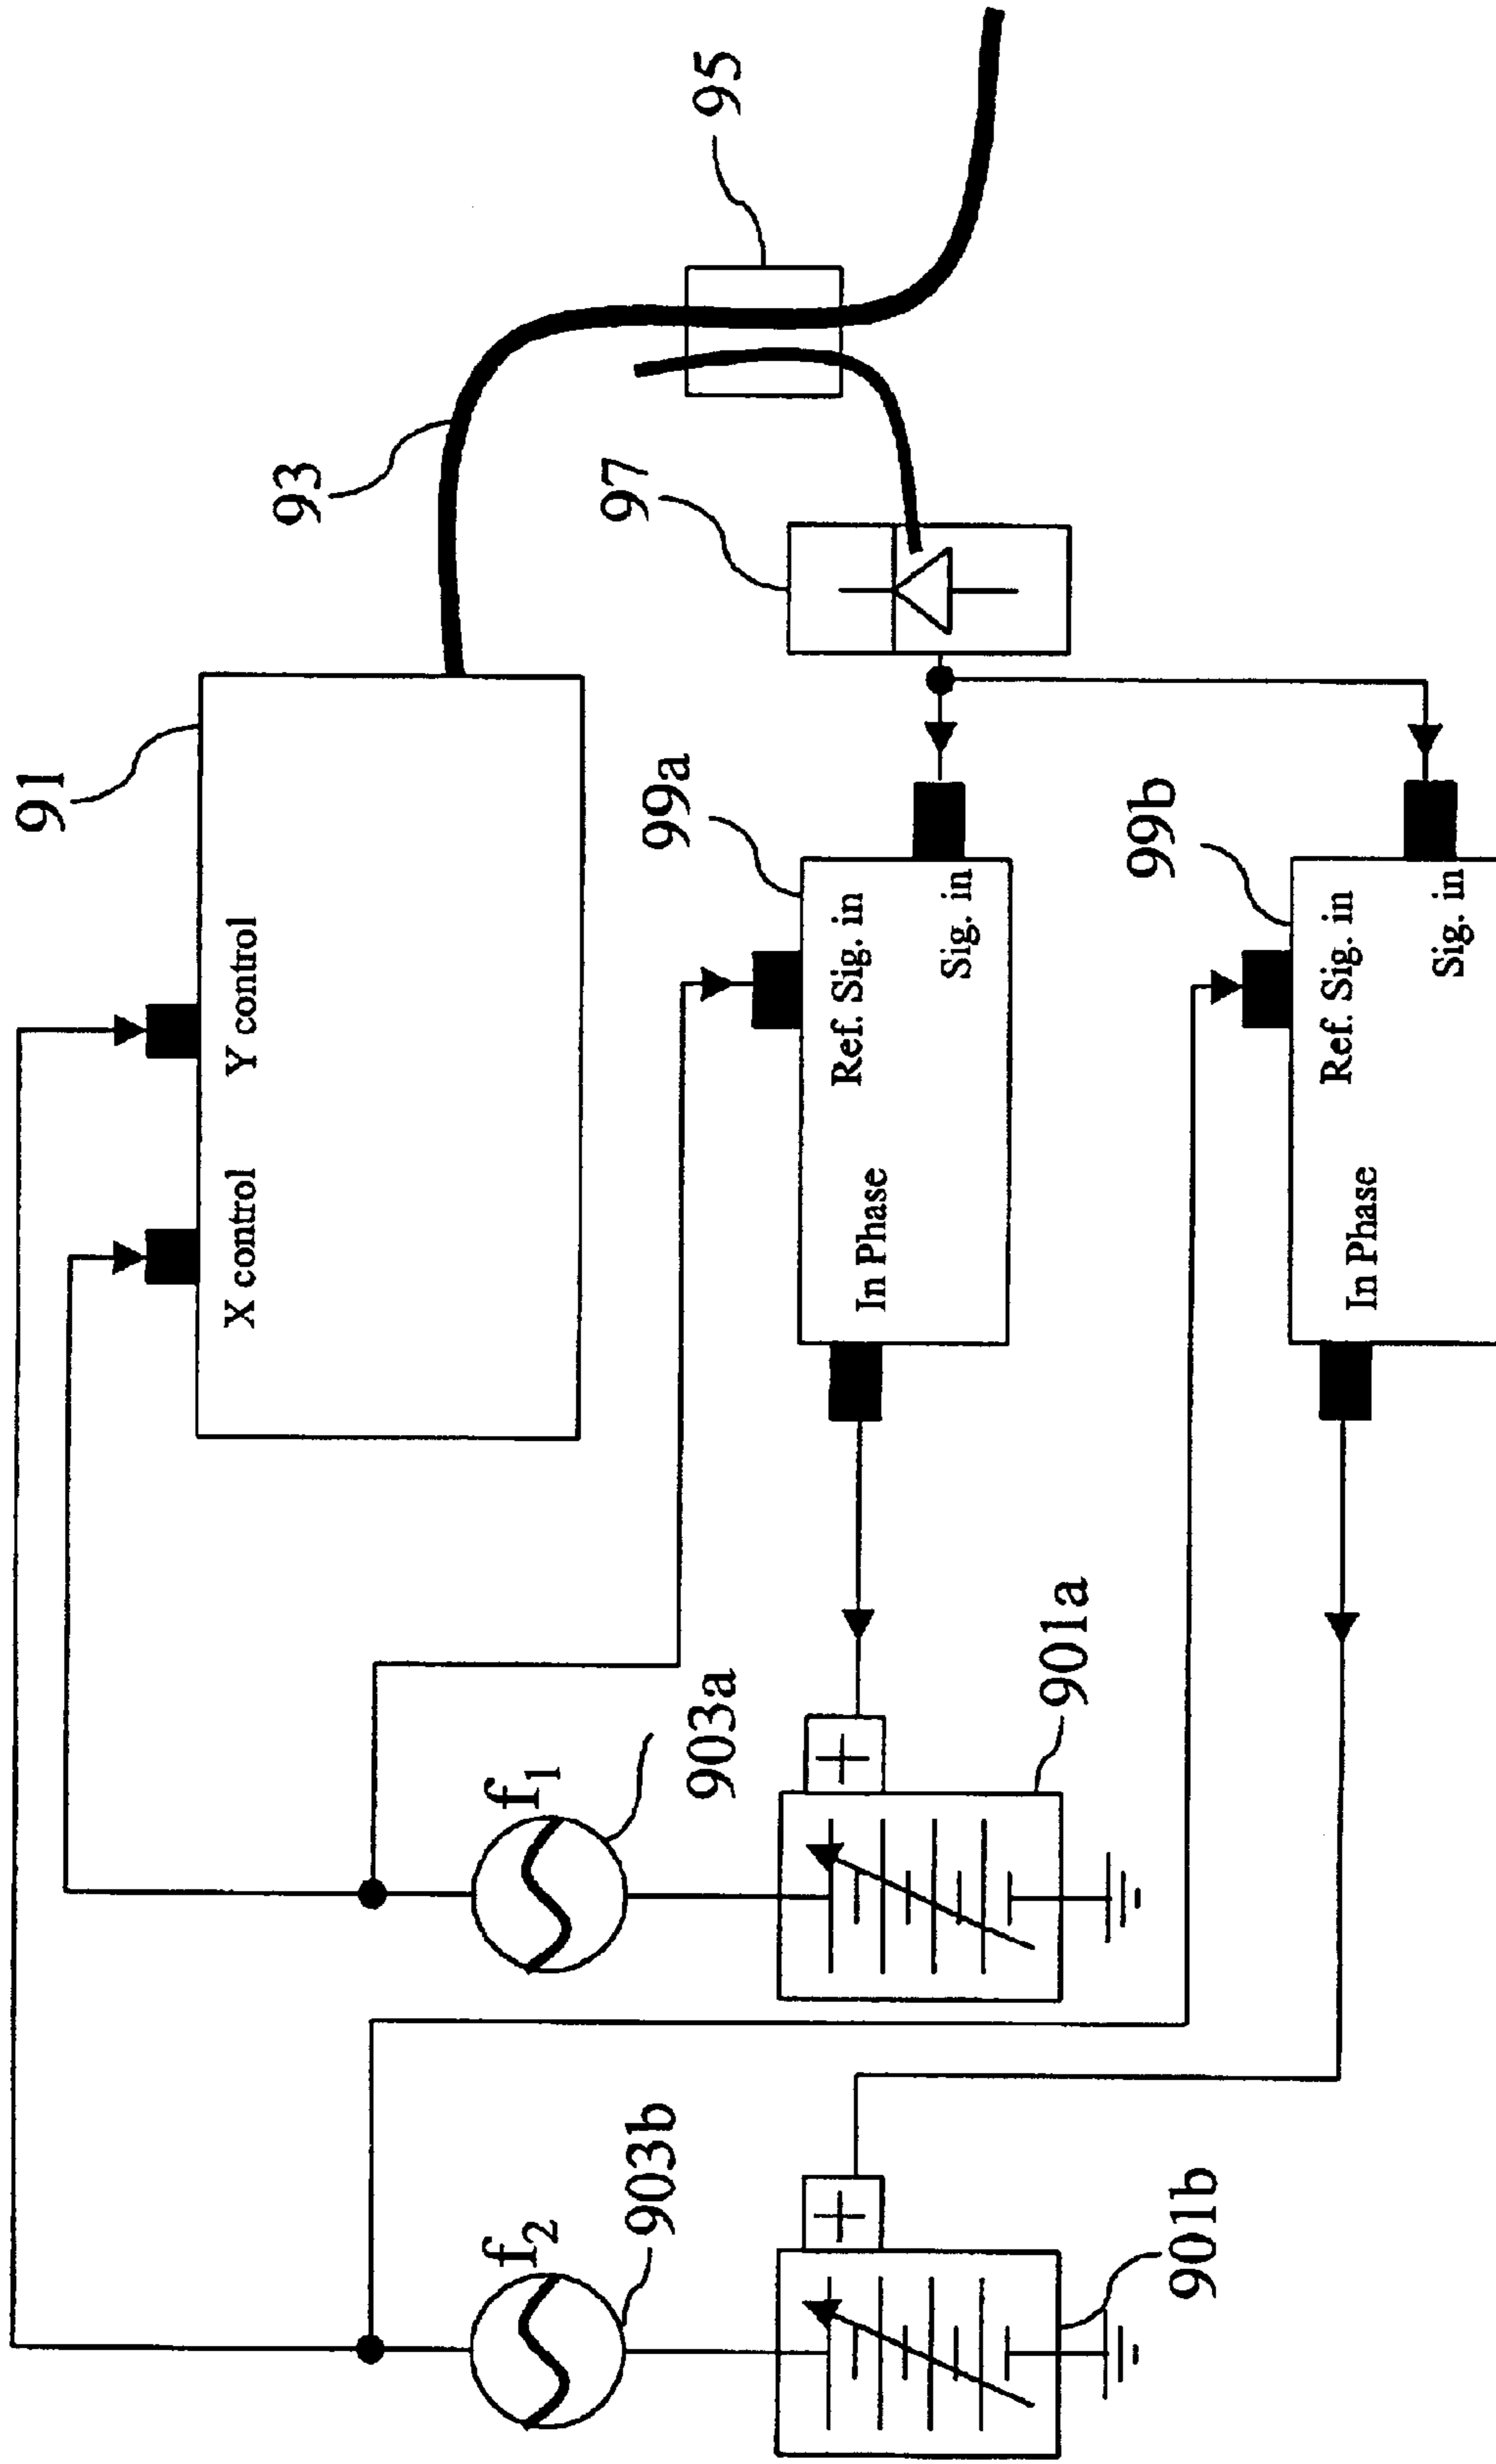 91
X control
Y control
93
95
97
99a
Ref. Sig. in
Sig. in
In Phase
99b
Ref. Sig. in
Sig. in
In Phase
f1
903a
901a
f2
903b
901b